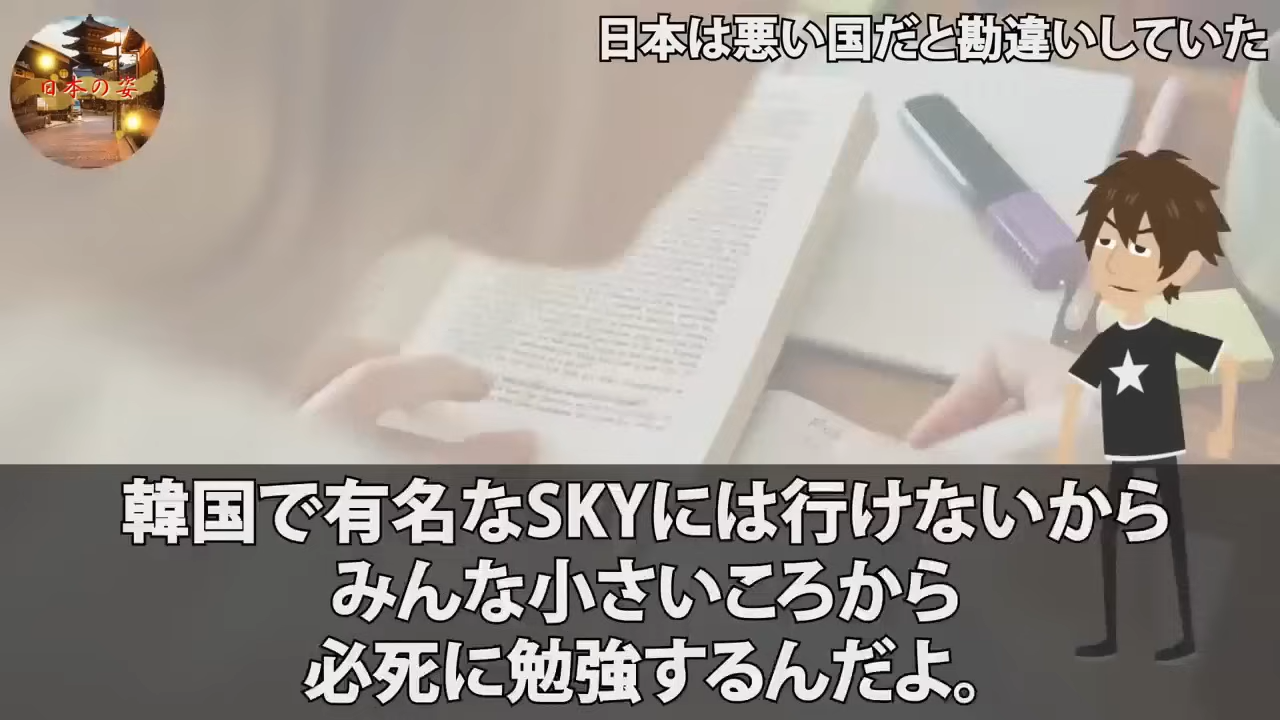 日本は悪い国だと勘違いしていた
日本の姿
韓国で有名なSKYには行けないから
みんな小さいころから
必死に勉強するんだよ。